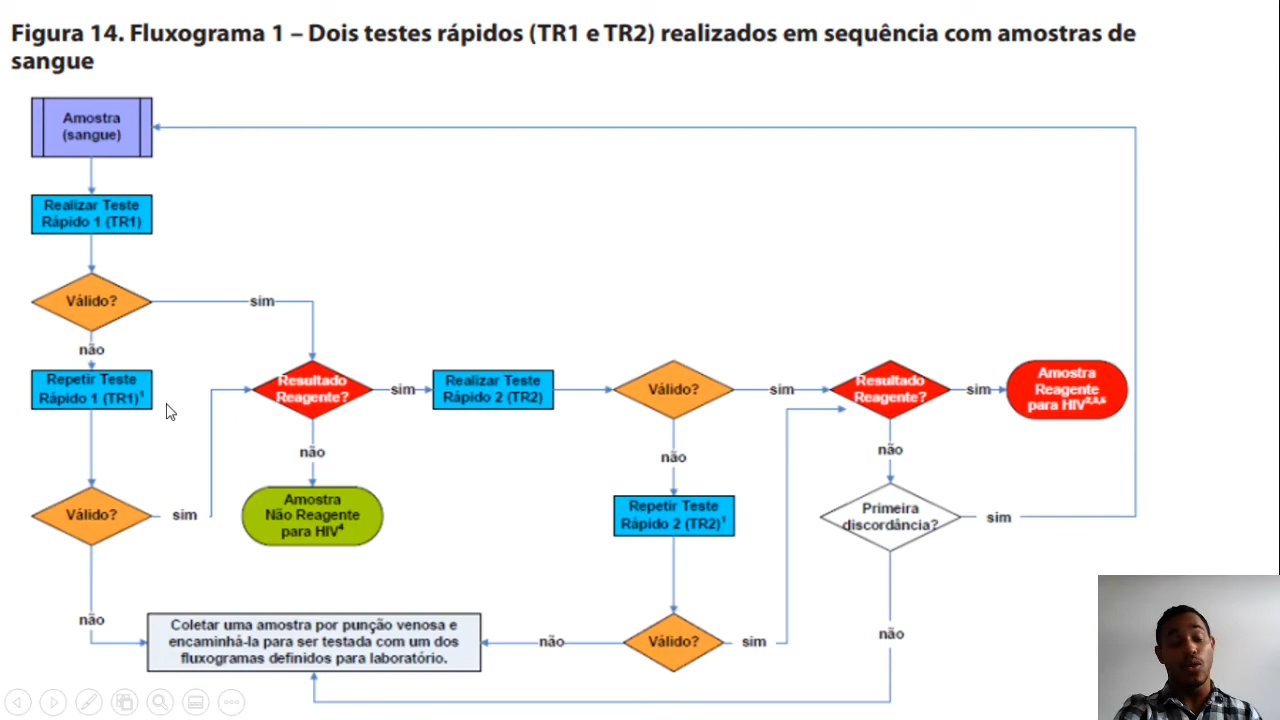 Figura 14. Fluxograma 1 – Dois testes rápidos (TR1 e TR2) realizados em sequência com amostras de
sangue
Amostra
(sangue)
Realizar Teste
Rápido 1 (TR1)
Válido?
sim
não
Repetir Teste
Rápido 1 (TR1)¹
Resultado
Reagente?
sim
Realizar Teste
Rápido 2 (TR2)
Válido?
sim
Resultado
Reagente?
sim
Amostra
Reagente
para HIV²,³,⁶
não
não
não
Válido?
sim
Amostra
Não Reagente
para HIV⁴
Repetir Teste
Rápido 2 (TR2)¹
Primeira
discordância?
sim
não
Coletar uma amostra por punção venosa e
encaminhá-la para ser testada com um dos
fluxogramas definidos para laboratório.
não
Válido?
sim
não